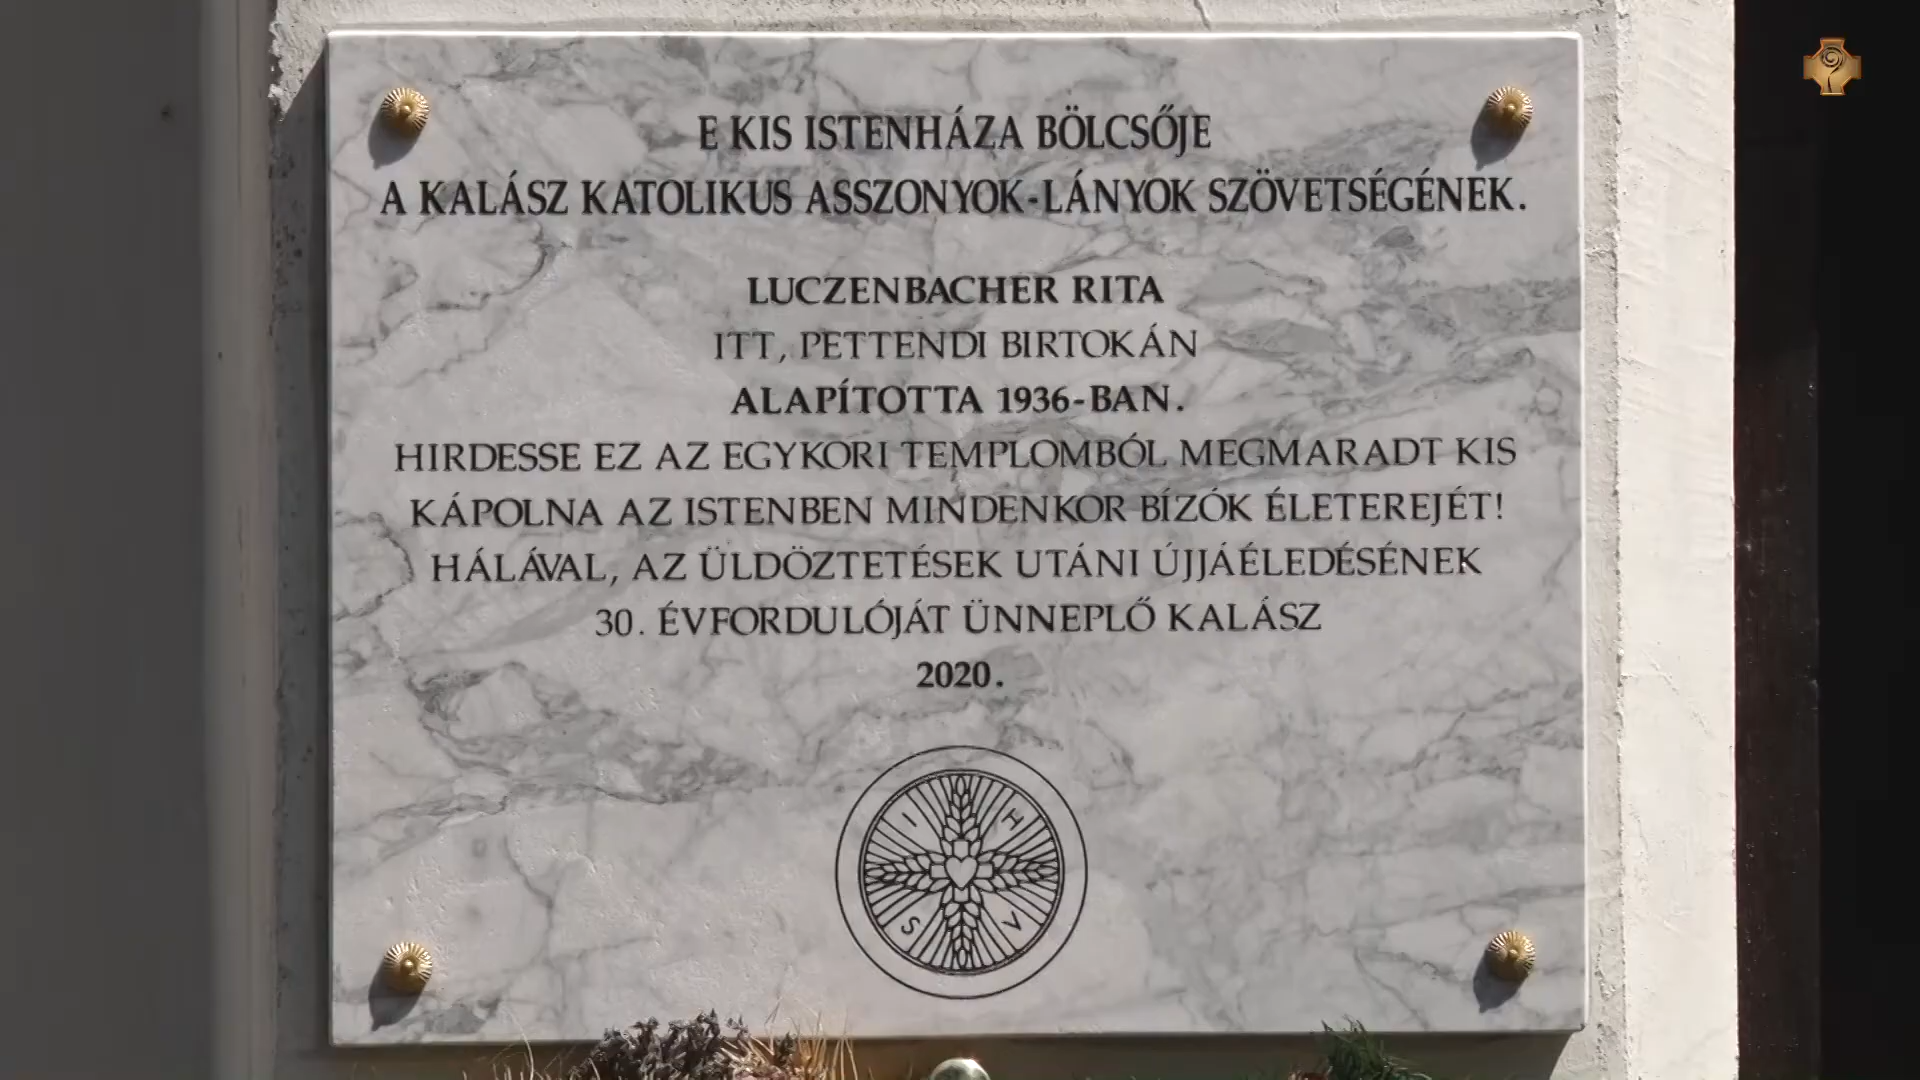 E KIS ISTENHÁZA BÖLCSŐJE
A KALÁSZ KATOLIKUS ASSZONYOK-LÁNYOK SZÖVETSÉGÉNEK.
LUCZENBACHER RITA
ITT, PETTENDI BIRTOKÁN
ALAPÍTOTTA 1936-BAN.
HIRDESSE EZ AZ EGYKORI TEMPLOMBÓL MEGMARADT KIS
KÁPOLNA AZ ISTENBEN MINDENKOR BÍZÓK ÉLETEREJÉT!
HÁLÁVAL, AZ ÜLDÖZTETÉSEK UTÁNI ÚJJÁÉLEDÉSÉNEK
30. ÉVFORDULÓJÁT ÜNNEPLŐ KALÁSZ
2020.
I H
S V